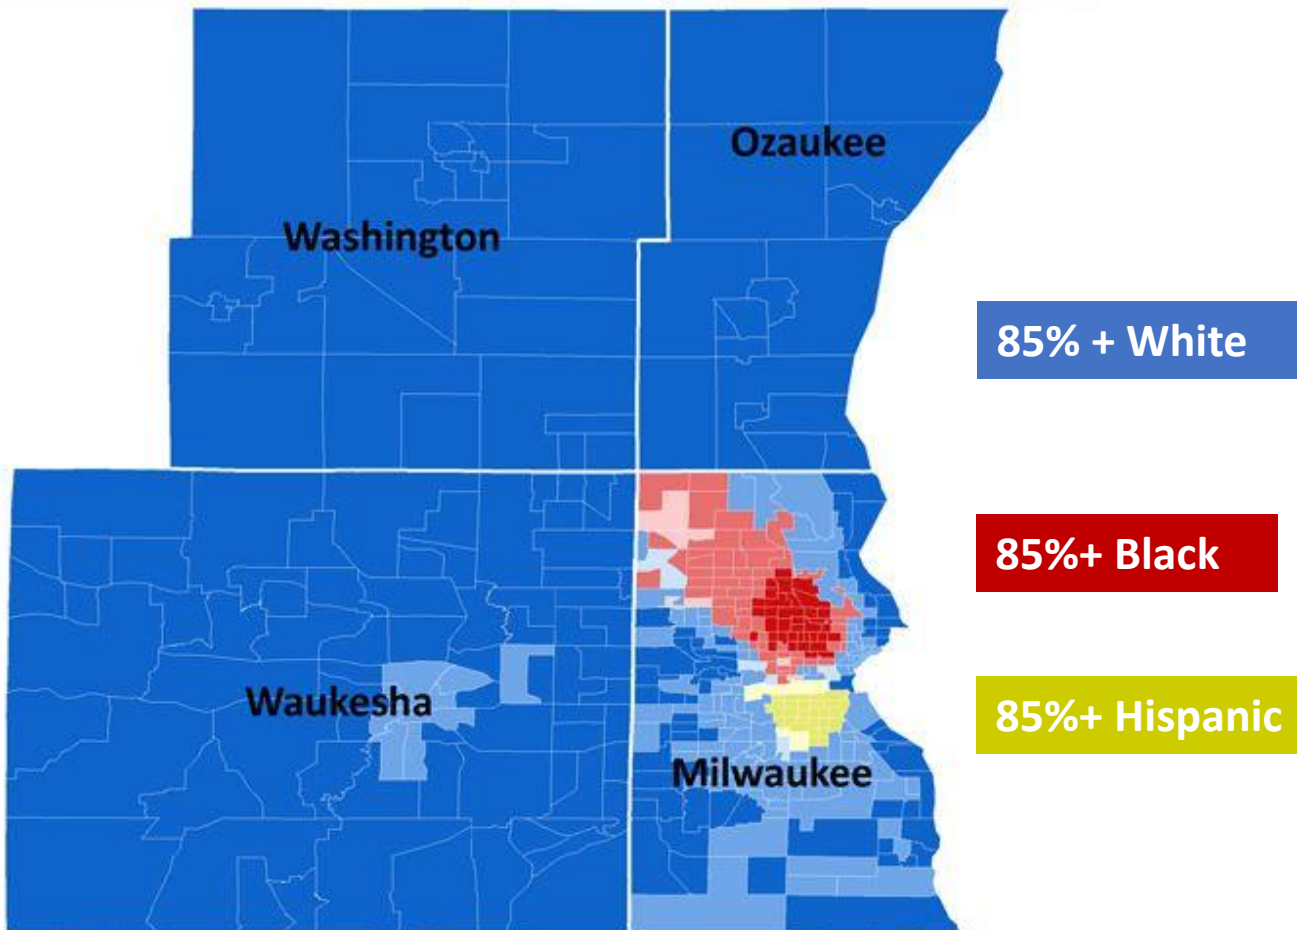 Ozaukee
Washington
85% + White
85%+ Black
Waukesha
85%+ Hispanic
Milwaukee